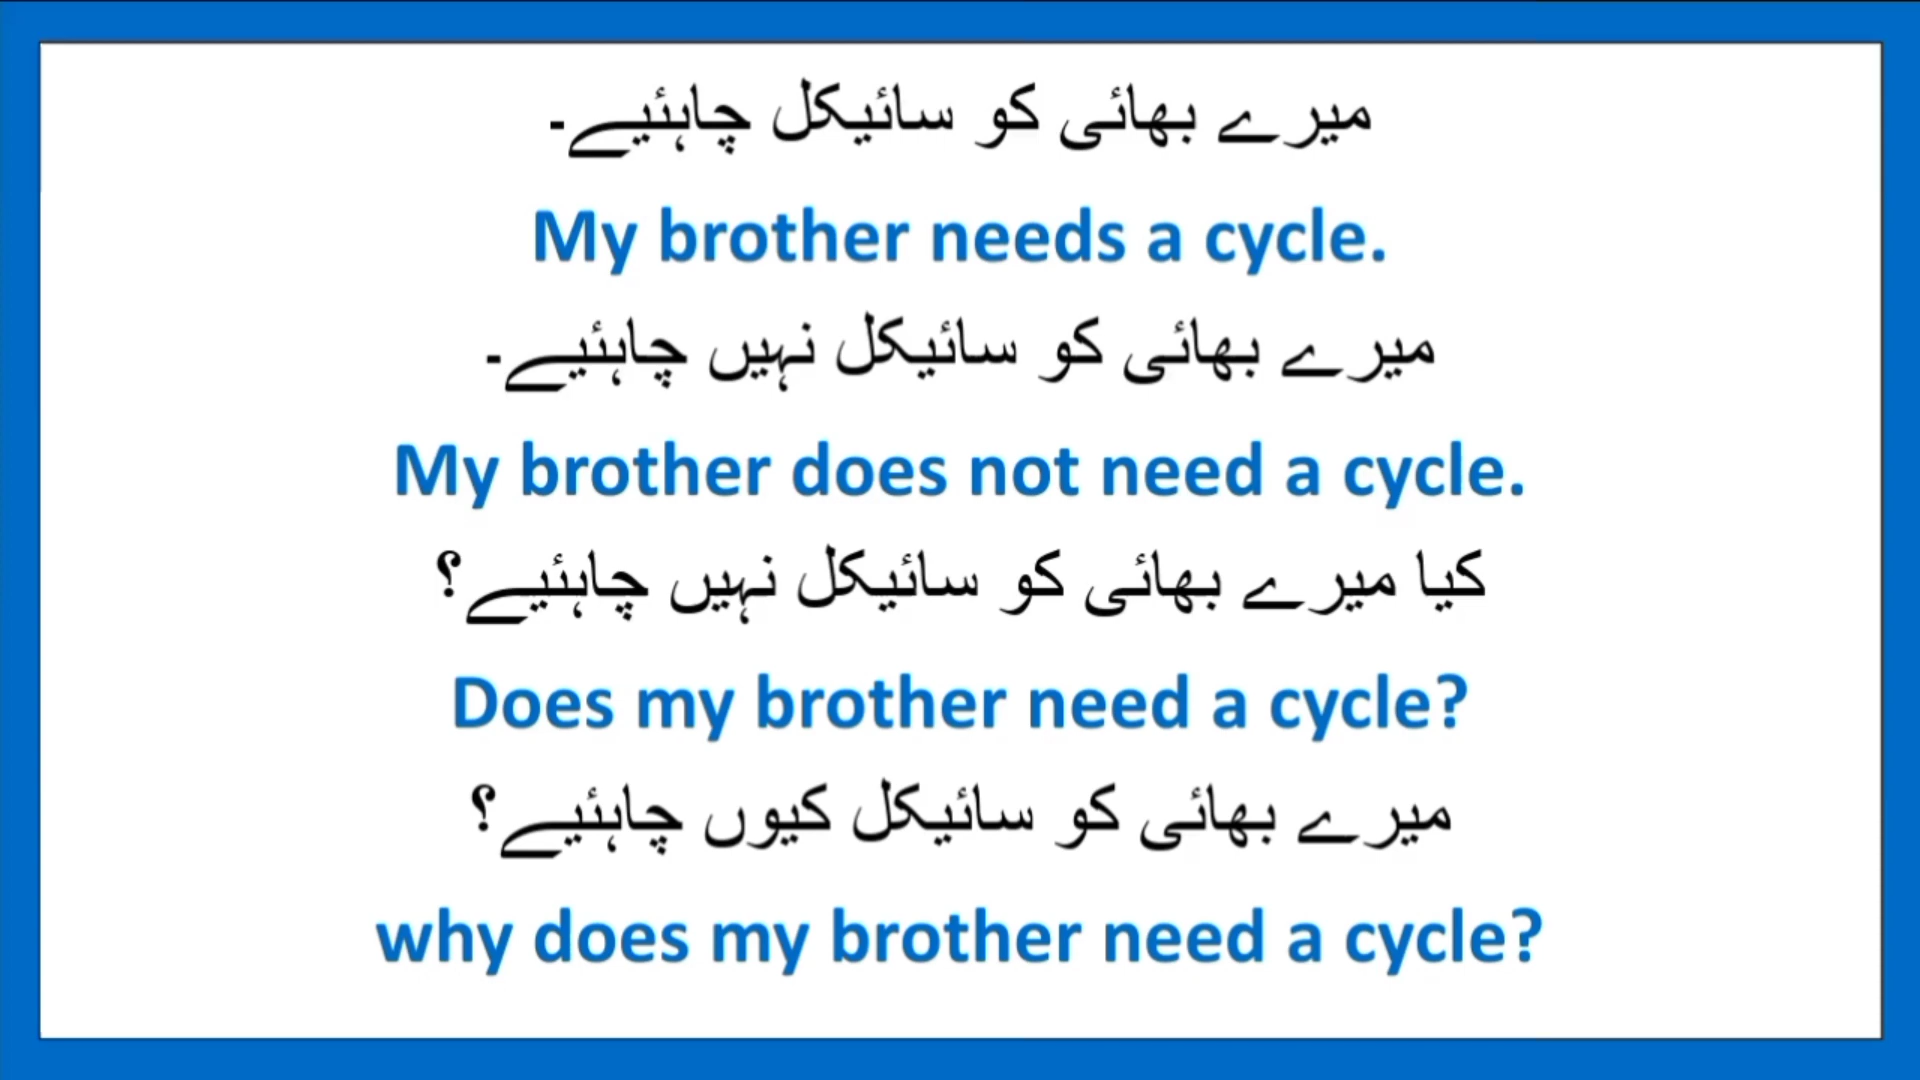 میرے بھائی کو سائیکل چاہئیے۔
My brother needs a cycle.
میرے بھائی کو سائیکل نہیں چاہئیے۔
My brother does not need a cycle.
کیا میرے بھائی کو سائیکل نہیں چاہئیے؟
Does my brother need a cycle?
میرے بھائی کو سائیکل کیوں چاہئیے؟
why does my brother need a cycle?